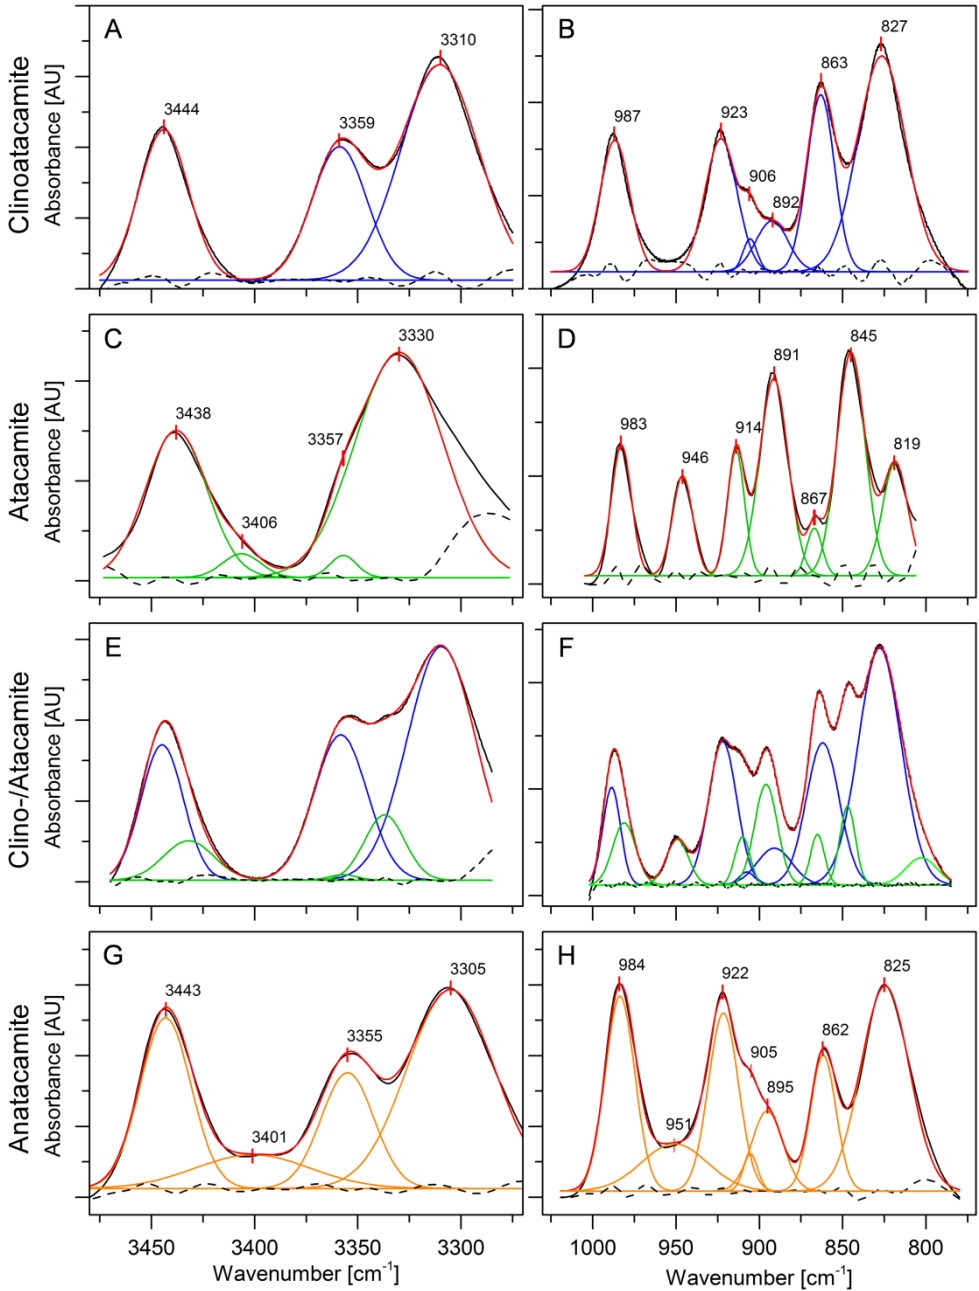 Clinoatacamite
Absorbance [AU]
A
3444
3359
3310
B
987
923
906
892
863
827
Atacamite
Absorbance [AU]
C
3438
3406
3357
3330
D
983
946
914
891
867
845
819
Clino-/Atacamite
Absorbance [AU]
E
F
Anatacamite
Absorbance [AU]
G
3443
3401
3355
3305
H
984
951
922
905
895
862
825
3450 3400 3350 3300
Wavenumber [cm⁻¹]
1000 950 900 850 800
Wavenumber [cm⁻¹]